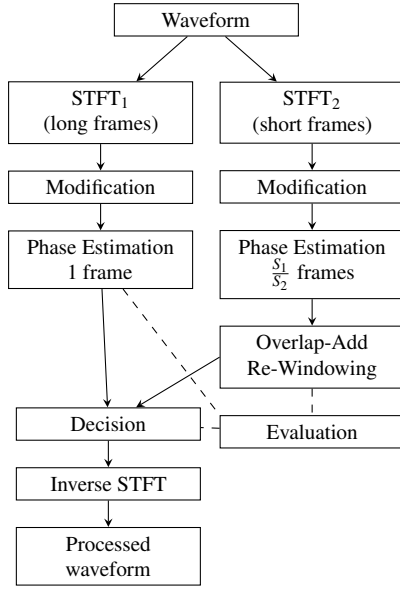 Waveform
STFT₁
(long frames)
STFT₂
(short frames)
Modification
Modification
Phase Estimation
1 frame
Phase Estimation
S₁/S₂ frames
Overlap-Add
Re-Windowing
Decision
Evaluation
Inverse STFT
Processed
waveform